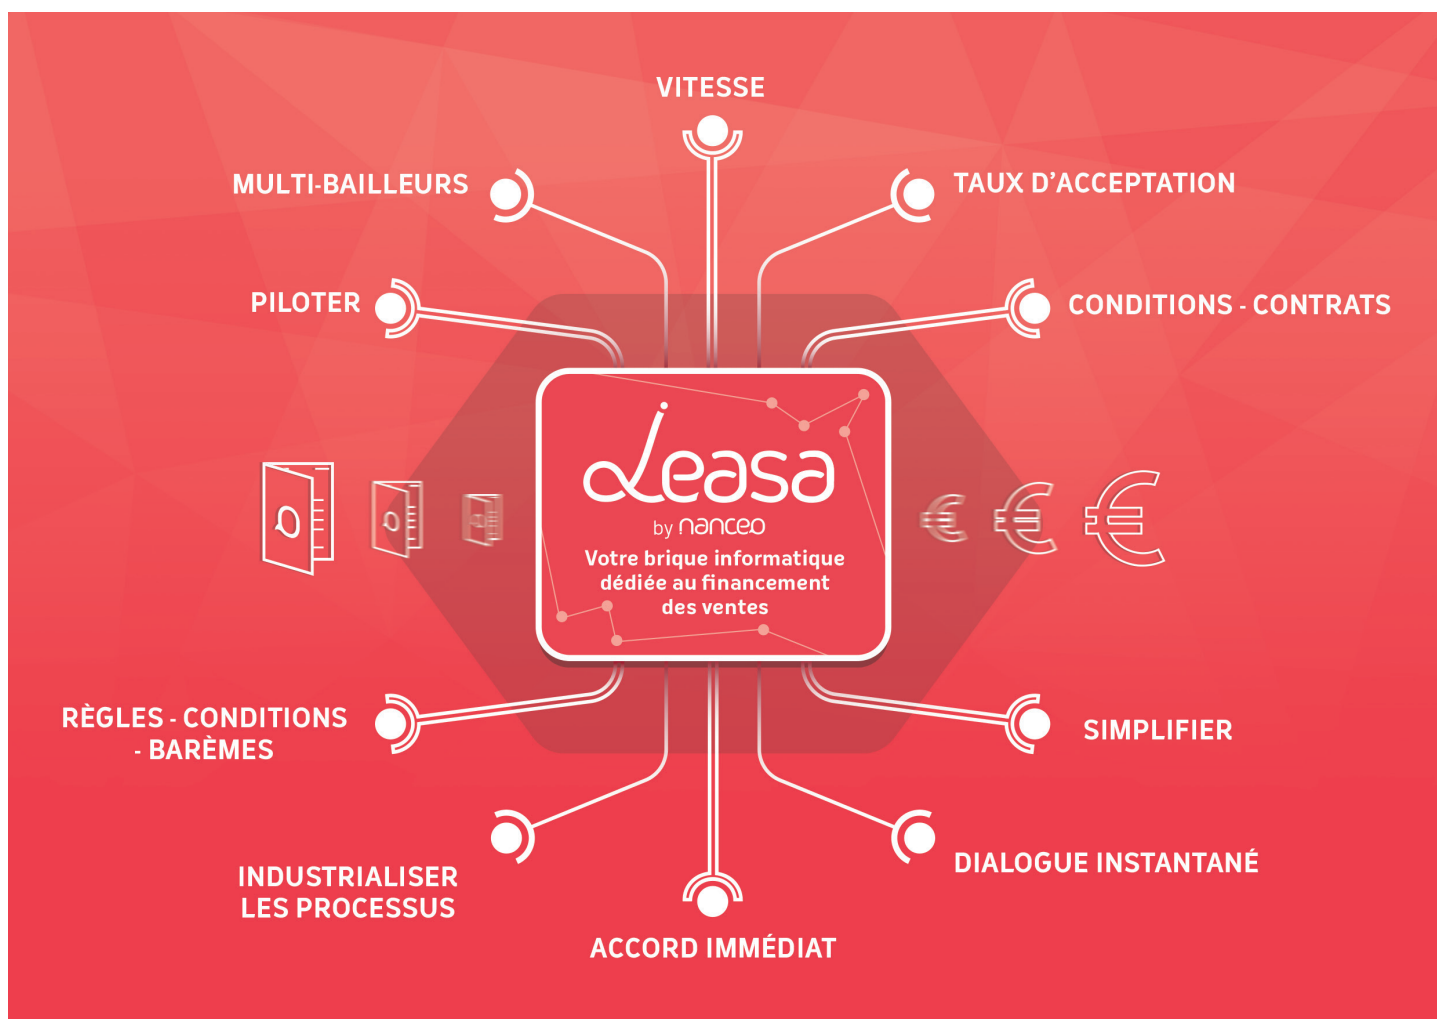 VITESSE
MULTI-BAILLEURS
TAUX D'ACCEPTATION
PILOTER
CONDITIONS - CONTRATS
Leasa
by nanceo
Votre brique informatique
dédiée au financement
des ventes
RÈGLES - CONDITIONS
- BARÈMES
SIMPLIFIER
INDUSTRIALISER
LES PROCESSUS
DIALOGUE INSTANTANÉ
ACCORD IMMÉDIAT